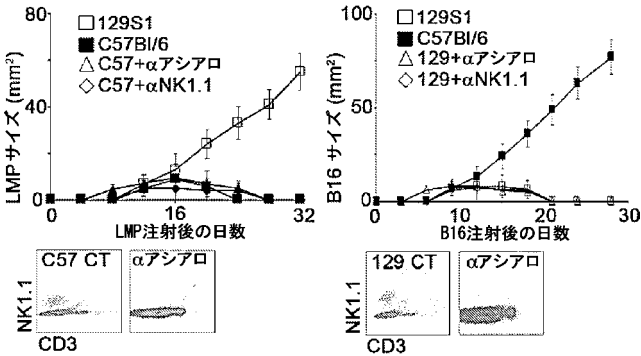 LMPサイズ (mm²)
80
40
0
129S1
C57Bl/6
C57+αアシアロ
C57+αNK1.1
0
16
32
LMP注射後の日数
B16 サイズ (mm²)
100
50
0
129S1
C57Bl/6
129+αアシアロ
129+αNK1.1
0
10
20
30
B16注射後の日数
NK1.1
C57 CT
αアシアロ
CD3
NK1.1
129 CT
αアシアロ
CD3